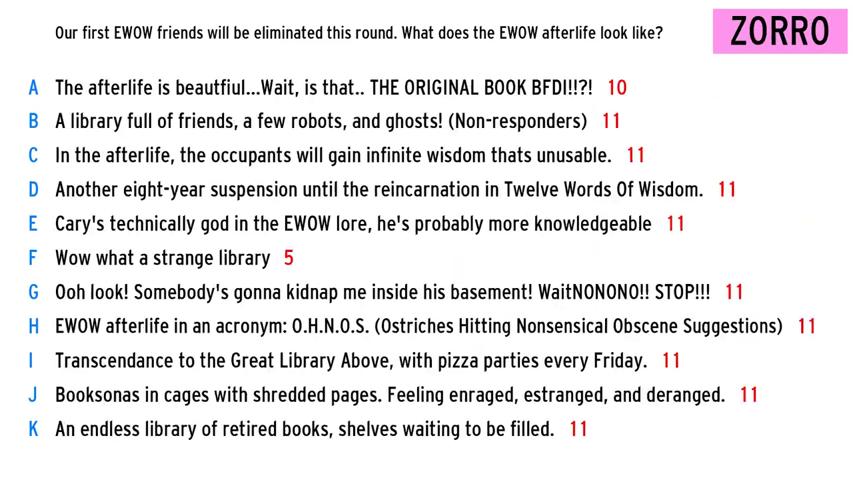 Our first EWOW friends will be eliminated this round. What does the EWOW afterlife look like?
ZORRO
A The afterlife is beautfiul...Wait, is that.. THE ORIGINAL BOOK BFDI!!?! 10
B A library full of friends, a few robots, and ghosts! (Non-responders) 11
C In the afterlife, the occupants will gain infinite wisdom thats unusable. 11
D Another eight-year suspension until the reincarnation in Twelve Words Of Wisdom. 11
E Cary's technically god in the EWOW lore, he's probably more knowledgeable 11
F Wow what a strange library 5
G Ooh look! Somebody's gonna kidnap me inside his basement! WaitNONONO!! STOP!!! 11
H EWOW afterlife in an acronym: O.H.N.O.S. (Ostriches Hitting Nonsensical Obscene Suggestions) 11
I Transcendance to the Great Library Above, with pizza parties every Friday. 11
J Booksonas in cages with shredded pages. Feeling enraged, estranged, and deranged. 11
K An endless library of retired books, shelves waiting to be filled. 11